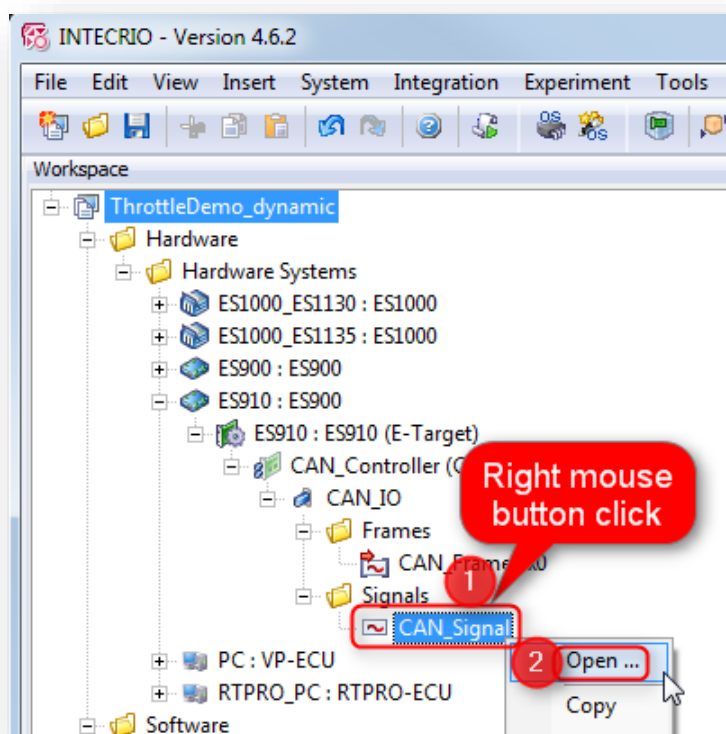 INTECRIO - Version 4.6.2
File Edit View Insert System Integration Experiment Tools
OS OS
Workspace
ThrottleDemo_dynamic
Hardware
Hardware Systems
ES1000_ES1130 : ES1000
ES1000_ES1135 : ES1000
ES900 : ES900
ES910 : ES900
ES910 : ES910 (E-Target)
CAN_Controller (
Right mouse
button click
CAN_IO
Frames
1
Signals
CAN_Signal
PC : VP-ECU
2 Open ...
RTPRO_PC : RTPRO-ECU
Copy
Software